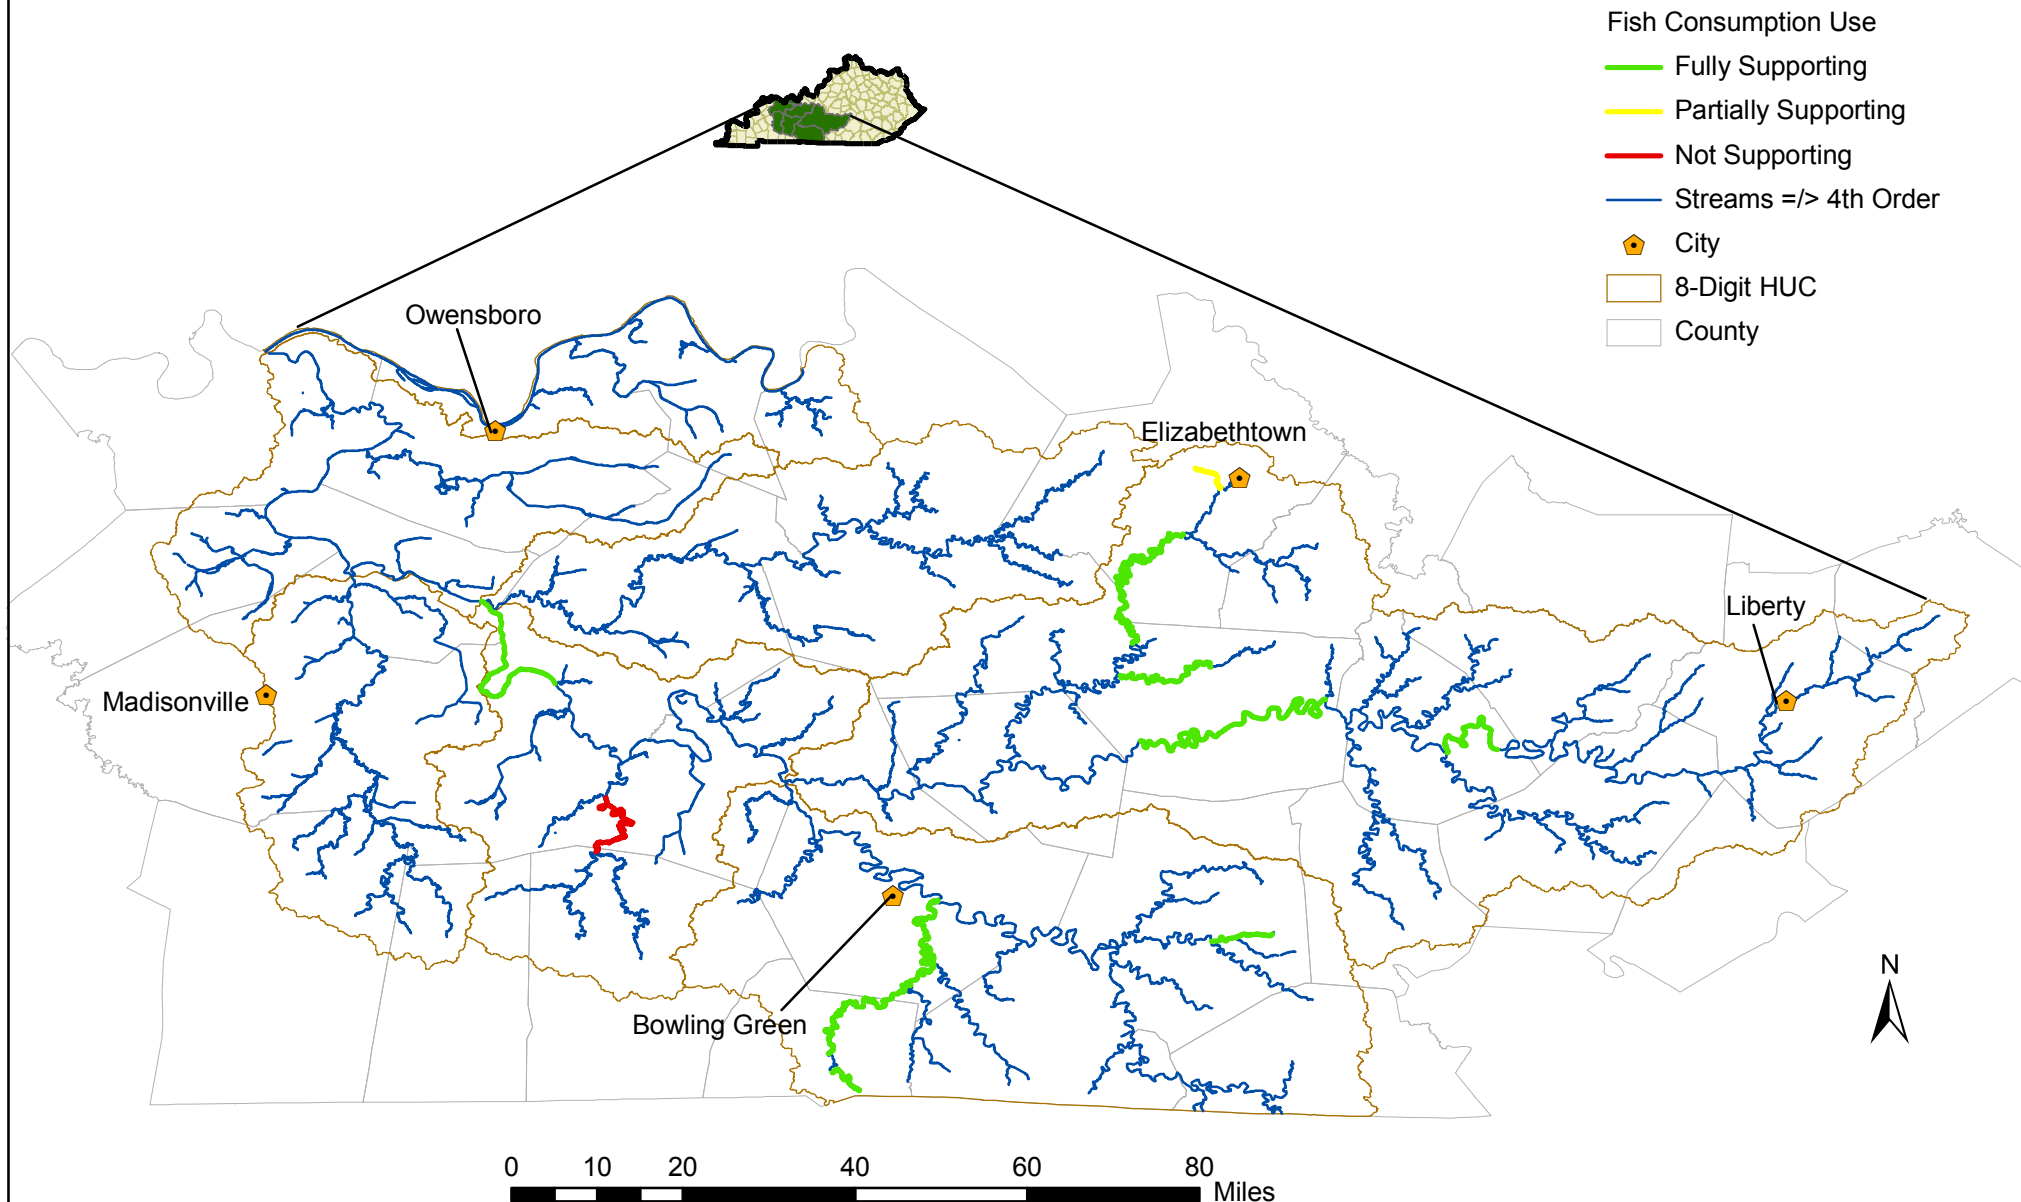 Fish Consumption Use
Fully Supporting
Partially Supporting
Not Supporting
Streams =/> 4th Order
City
8-Digit HUC
County
Owensboro
Elizabethtown
Liberty
Madisonville
Bowling Green
N
0 10 20 40 60 80
Miles